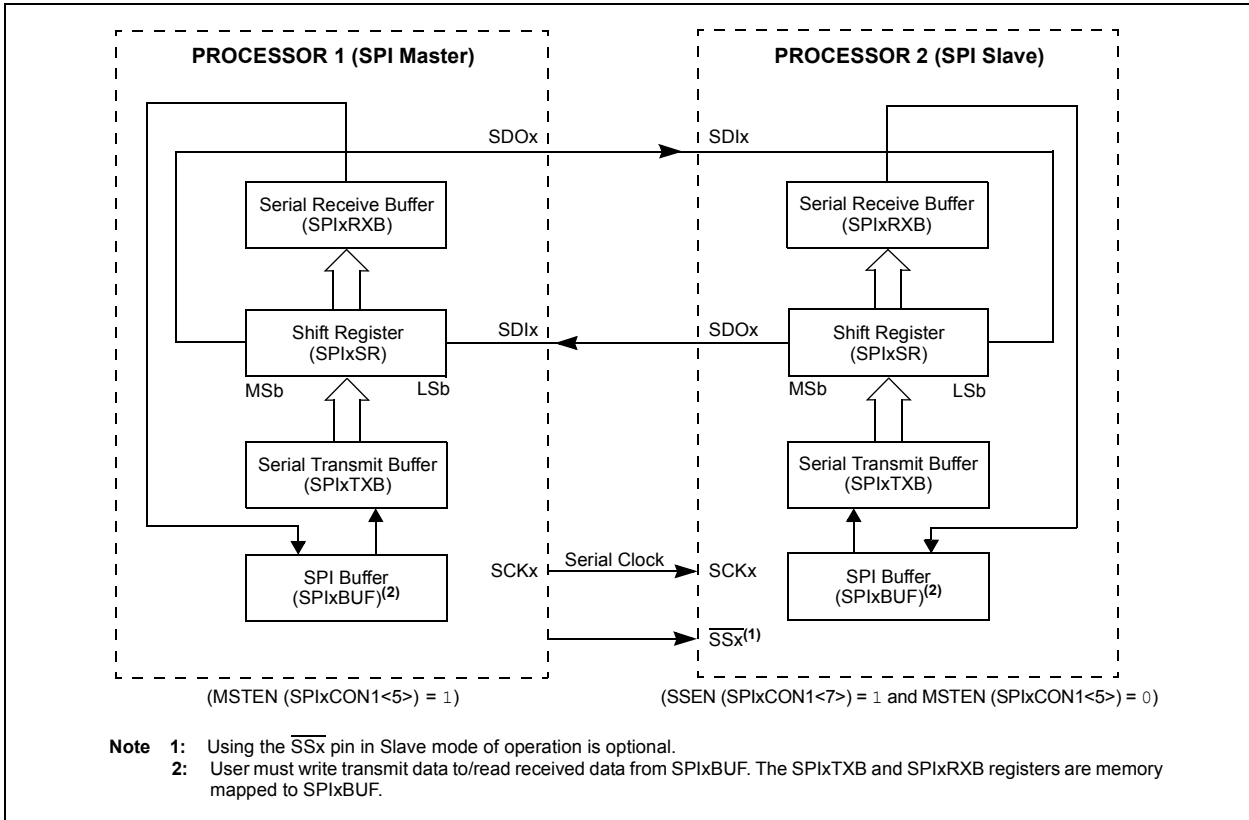 PROCESSOR 1 (SPI Master)
PROCESSOR 2 (SPI Slave)
SDOx
SDIx
Serial Receive Buffer
(SPIxRXB)
Serial Receive Buffer
(SPIxRXB)
Shift Register
(SPIxSR)
SDIx
SDOx
Shift Register
(SPIxSR)
MSb
LSb
MSb
LSb
Serial Transmit Buffer
(SPIxTXB)
Serial Transmit Buffer
(SPIxTXB)
SPI Buffer
(SPIxBUF)(2)
SCKx
Serial Clock
SCKx
SPI Buffer
(SPIxBUF)(2)
SSx(1)
(MSTEN (SPIxCON1<5>) = 1)
(SSEN (SPIxCON1<7>) = 1 and MSTEN (SPIxCON1<5>) = 0)
Note 1: Using the SSx pin in Slave mode of operation is optional.
2: User must write transmit data to/read received data from SPIxBUF. The SPIxTXB and SPIxRXB registers are memory
mapped to SPIxBUF.